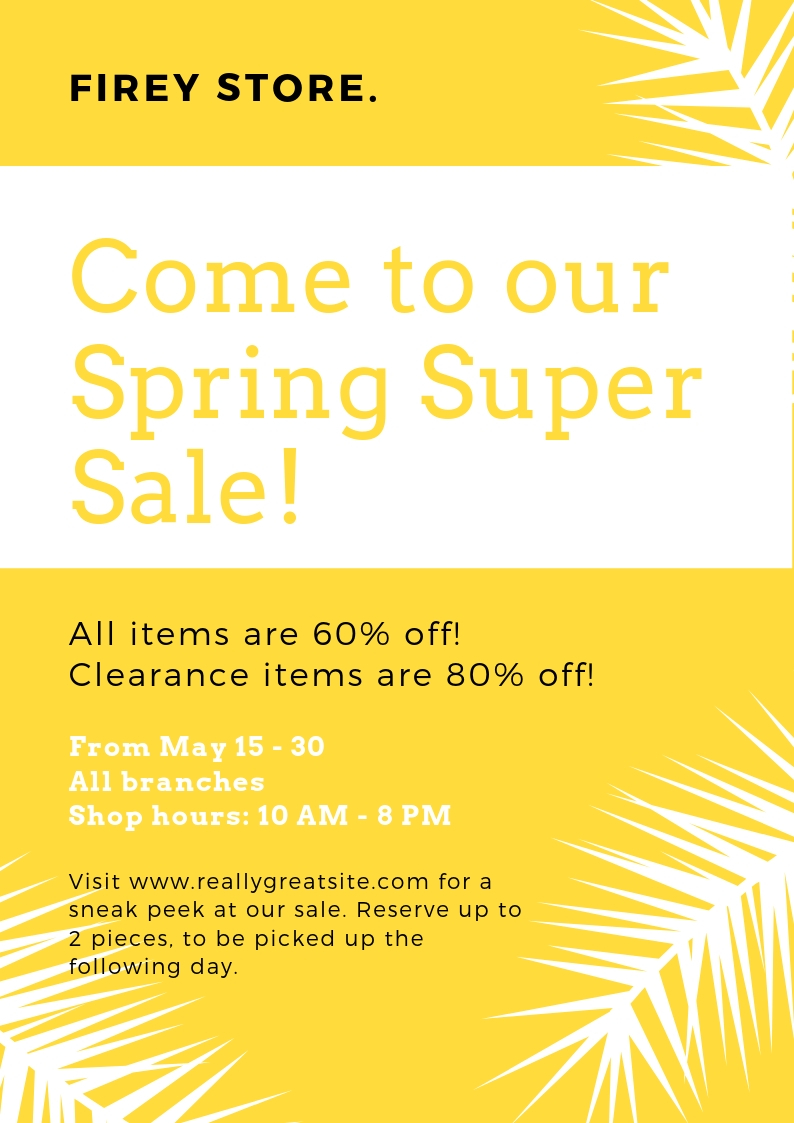 FIREY STORE.
Come to our
Spring Super
Sale!
All items are 60% off!
Clearance items are 80% off!
From May 15 - 30
All branches
Shop hours: 10 AM - 8 PM
Visit www.reallygreatsite.com for a
sneak peek at our sale. Reserve up to
2 pieces, to be picked up the
following day.